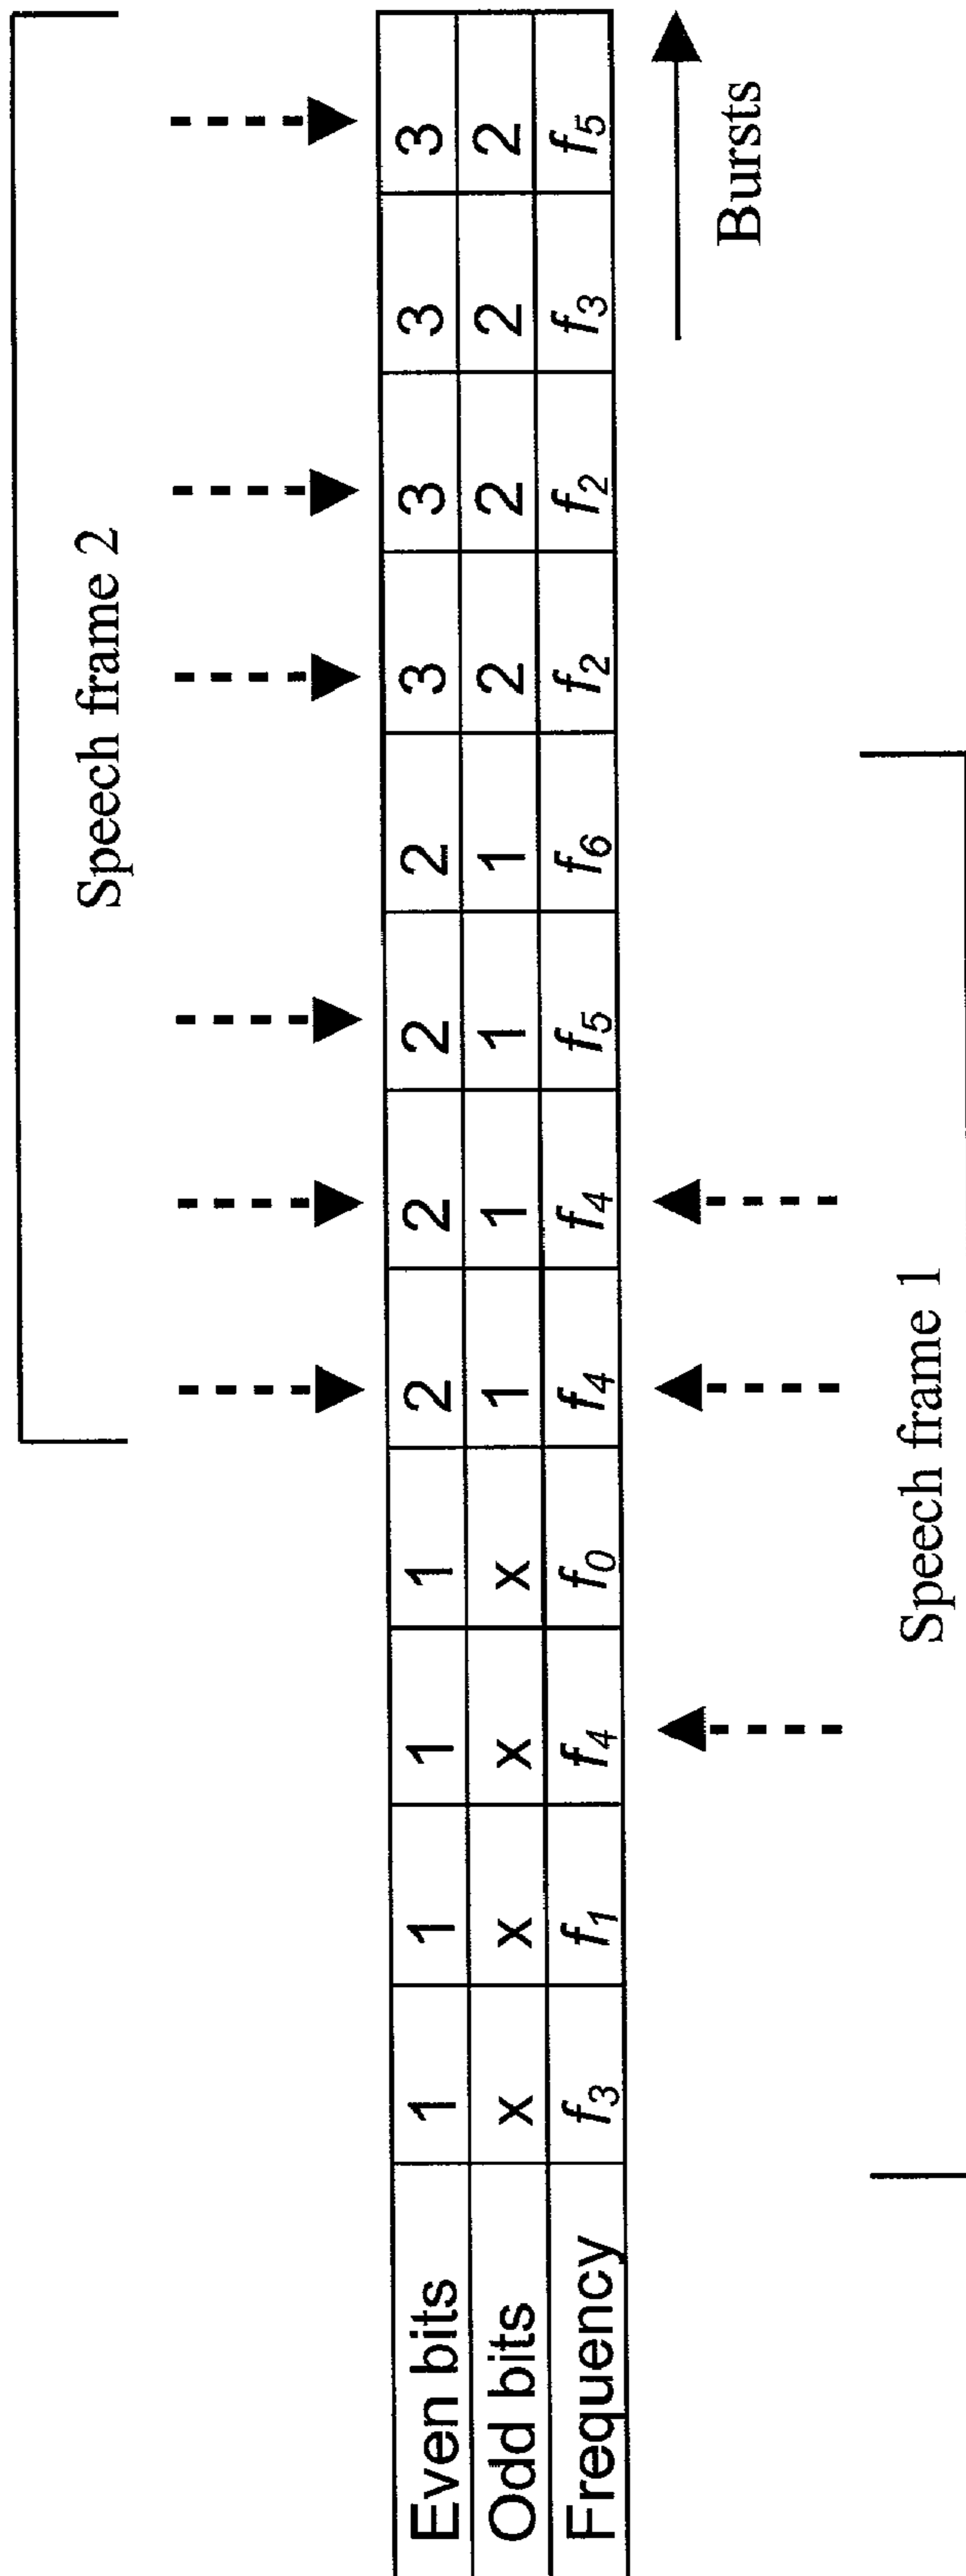 Speech frame 2
Even bits 1 1 1 1 2 2 2 2 3 3 3 3
Odd bits x x x x 1 1 1 1 2 2 2 2
Frequency f3 f1 f4 f0 f4 f4 f5 f6 f2 f2 f3 f5
Bursts
Speech frame 1